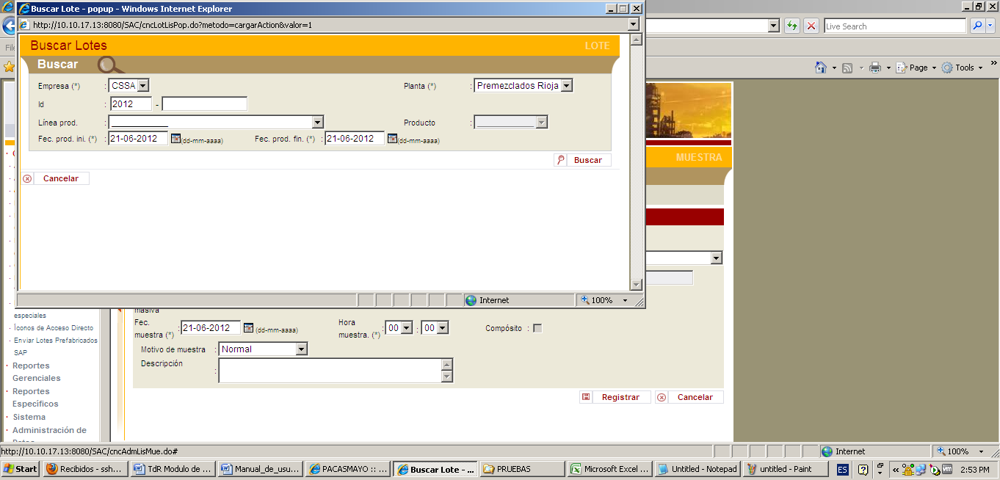 Buscar Lote - popup - Windows Internet Explorer
http://10.10.17.13:8080/SAC/cncLotLisPop.do?metodo=cargarAction&valor=1
Live Search
Page
Tools
Buscar Lotes
LOTE
Buscar
Empresa (*) : CSSA
Planta (*) : Premezclados Rioja
Id : 2012 -
Línea prod. :
Producto :
Fec. prod. ini. (*) : 21-06-2012 (dd-mm-aaaa)
Fec. prod. fin. (*) : 21-06-2012 (dd-mm-aaaa)
Buscar
Cancelar
Internet
100%
MUESTRA
masiva
Fec.
muestra (*) : 21-06-2012 (dd-mm-aaaa)
Hora
muestra. (*) : 00 : 00
Compósito :
Motivo de muestra : Normal
Descripción :
Registrar
Cancelar
especiales
· Íconos de Acceso Directo
· Enviar Lotes Prefabricados
SAP
· Reportes
Gerenciales
· Reportes
Específicos
· Sistema
· Administración de
http://10.10.17.13:8080/SAC/cncAdmLisMue.do#
Internet
100%
Start
Recibidos - ssh...
TdR Modulo de ...
Manual_de_usu...
PACASMAYO :: ...
Buscar Lote - ...
PRUEBAS
Microsoft Excel ...
Untitled - Notepad
untitled - Paint
ES
2:53 PM